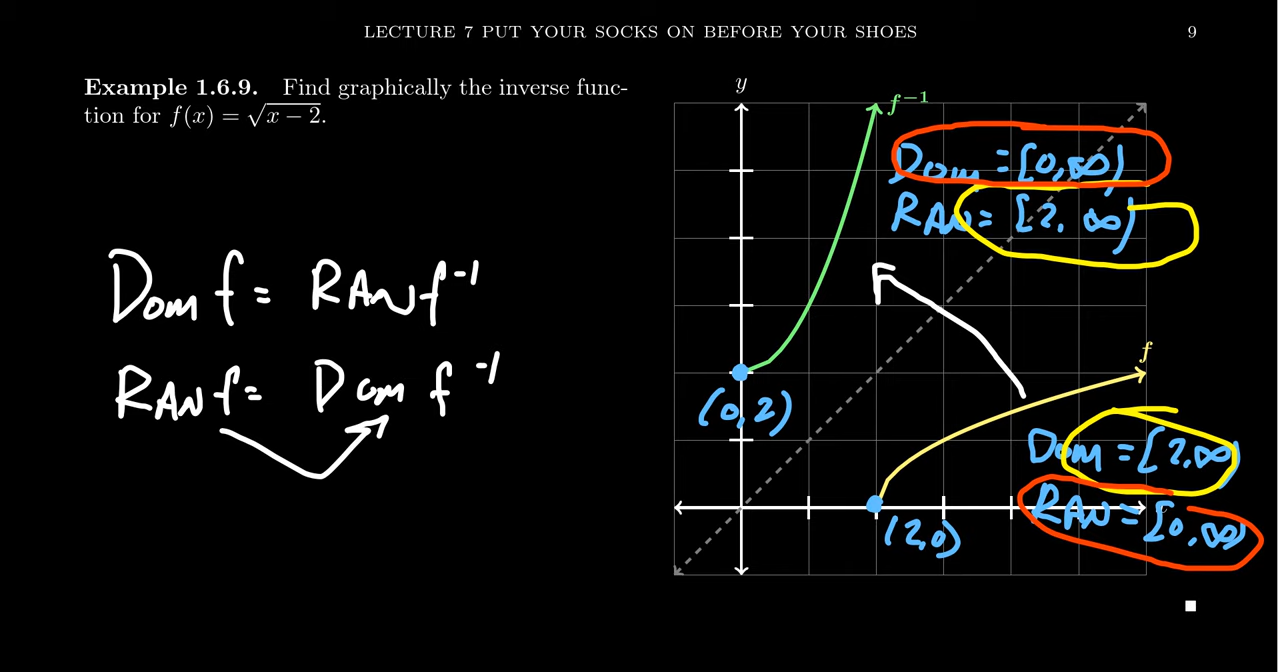 LECTURE 7 PUT YOUR SOCKS ON BEFORE YOUR SHOES 9
Example 1.6.9. Find graphically the inverse func-
tion for f(x) = √(x − 2).
Dom f = RAN f⁻¹
RAN f = Dom f⁻¹
y
f⁻¹
Dom = [0, ∞)
RAN = [2, ∞)
(0, 2)
f
Dom = [2, ∞)
RAN = [0, ∞)
(2, 0)